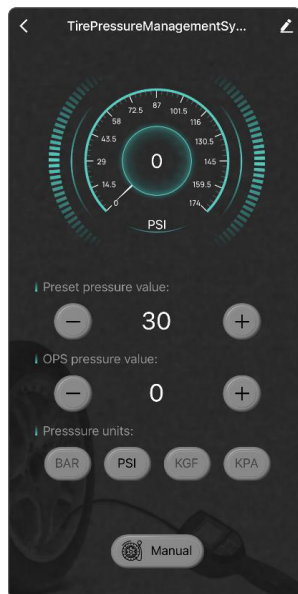 TirePressureManagementSy...
87
72.5
101.5
58
116
43.5
130.5
29
0
145
14.5
159.5
0
174
PSI
Preset pressure value:
30
OPS pressure value:
0
Presssure units:
BAR PSI KGF KPA
Manual